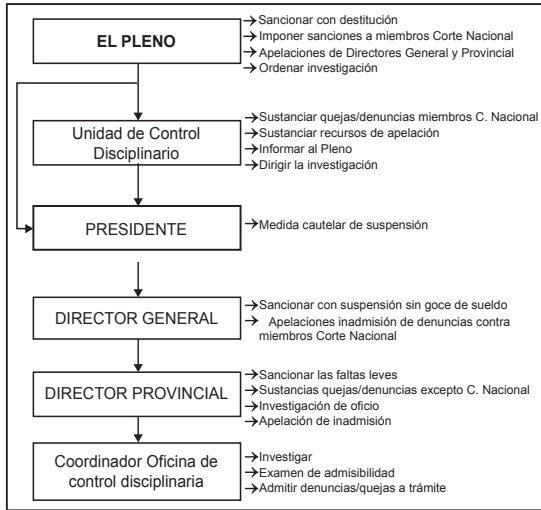 EL PLENO
→Sancionar con destitución
→Imponer sanciones a miembros Corte Nacional
→Apelaciones de Directores General y Provincial
→Ordenar investigación
Unidad de Control
Disciplinario
→Sustanciar quejas/denuncias miembros C. Nacional
→Sustanciar recursos de apelación
→Informar al Pleno
→Dirigir la investigación
PRESIDENTE
→Medida cautelar de suspensión
DIRECTOR GENERAL
→Sancionar con suspensión sin goce de sueldo
→ Apelaciones inadmisión de denuncias contra
miembros Corte Nacional
DIRECTOR PROVINCIAL
→Sancionar las faltas leves
→Sustancias quejas/denuncias excepto C. Nacional
→Investigación de oficio
→Apelación de inadmisión
Coordinador Oficina de
control disciplinaria
→Investigar
→Examen de admisibilidad
→Admitir denuncias/quejas a trámite